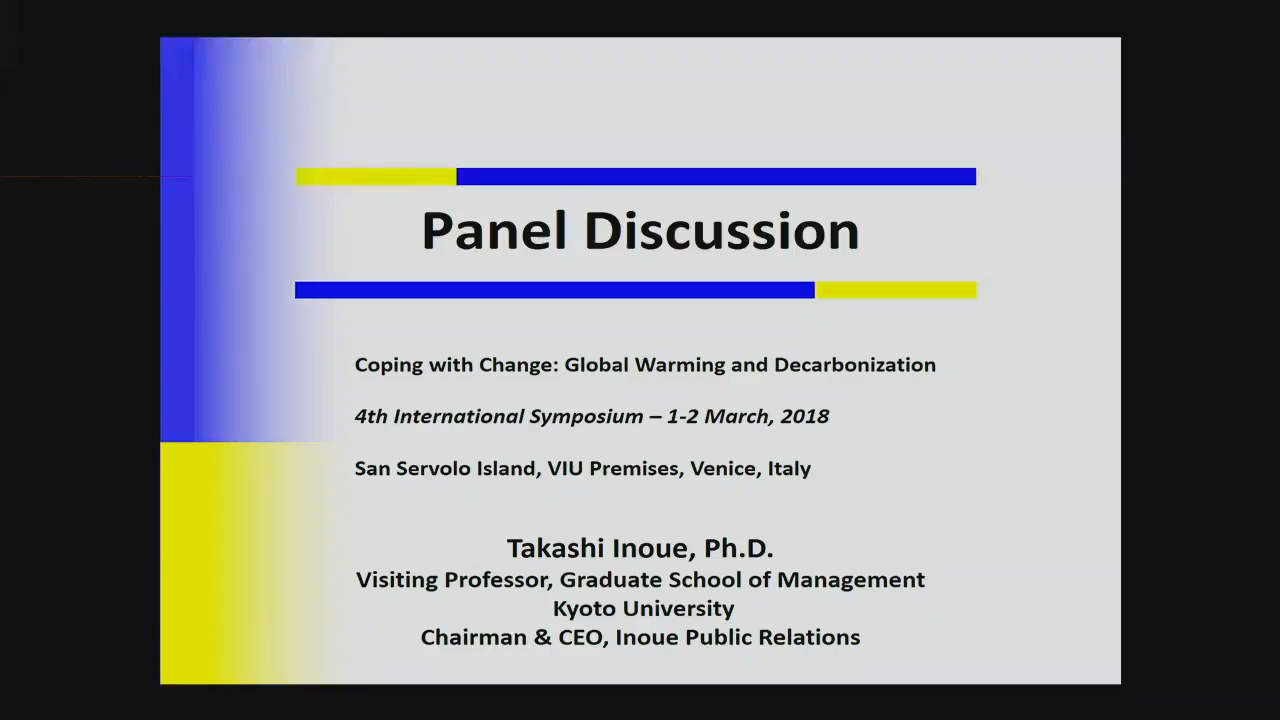 Panel Discussion
Coping with Change: Global Warming and Decarbonization
4th International Symposium – 1-2 March, 2018
San Servolo Island, VIU Premises, Venice, Italy
Takashi Inoue, Ph.D.
Visiting Professor, Graduate School of Management
Kyoto University
Chairman & CEO, Inoue Public Relations